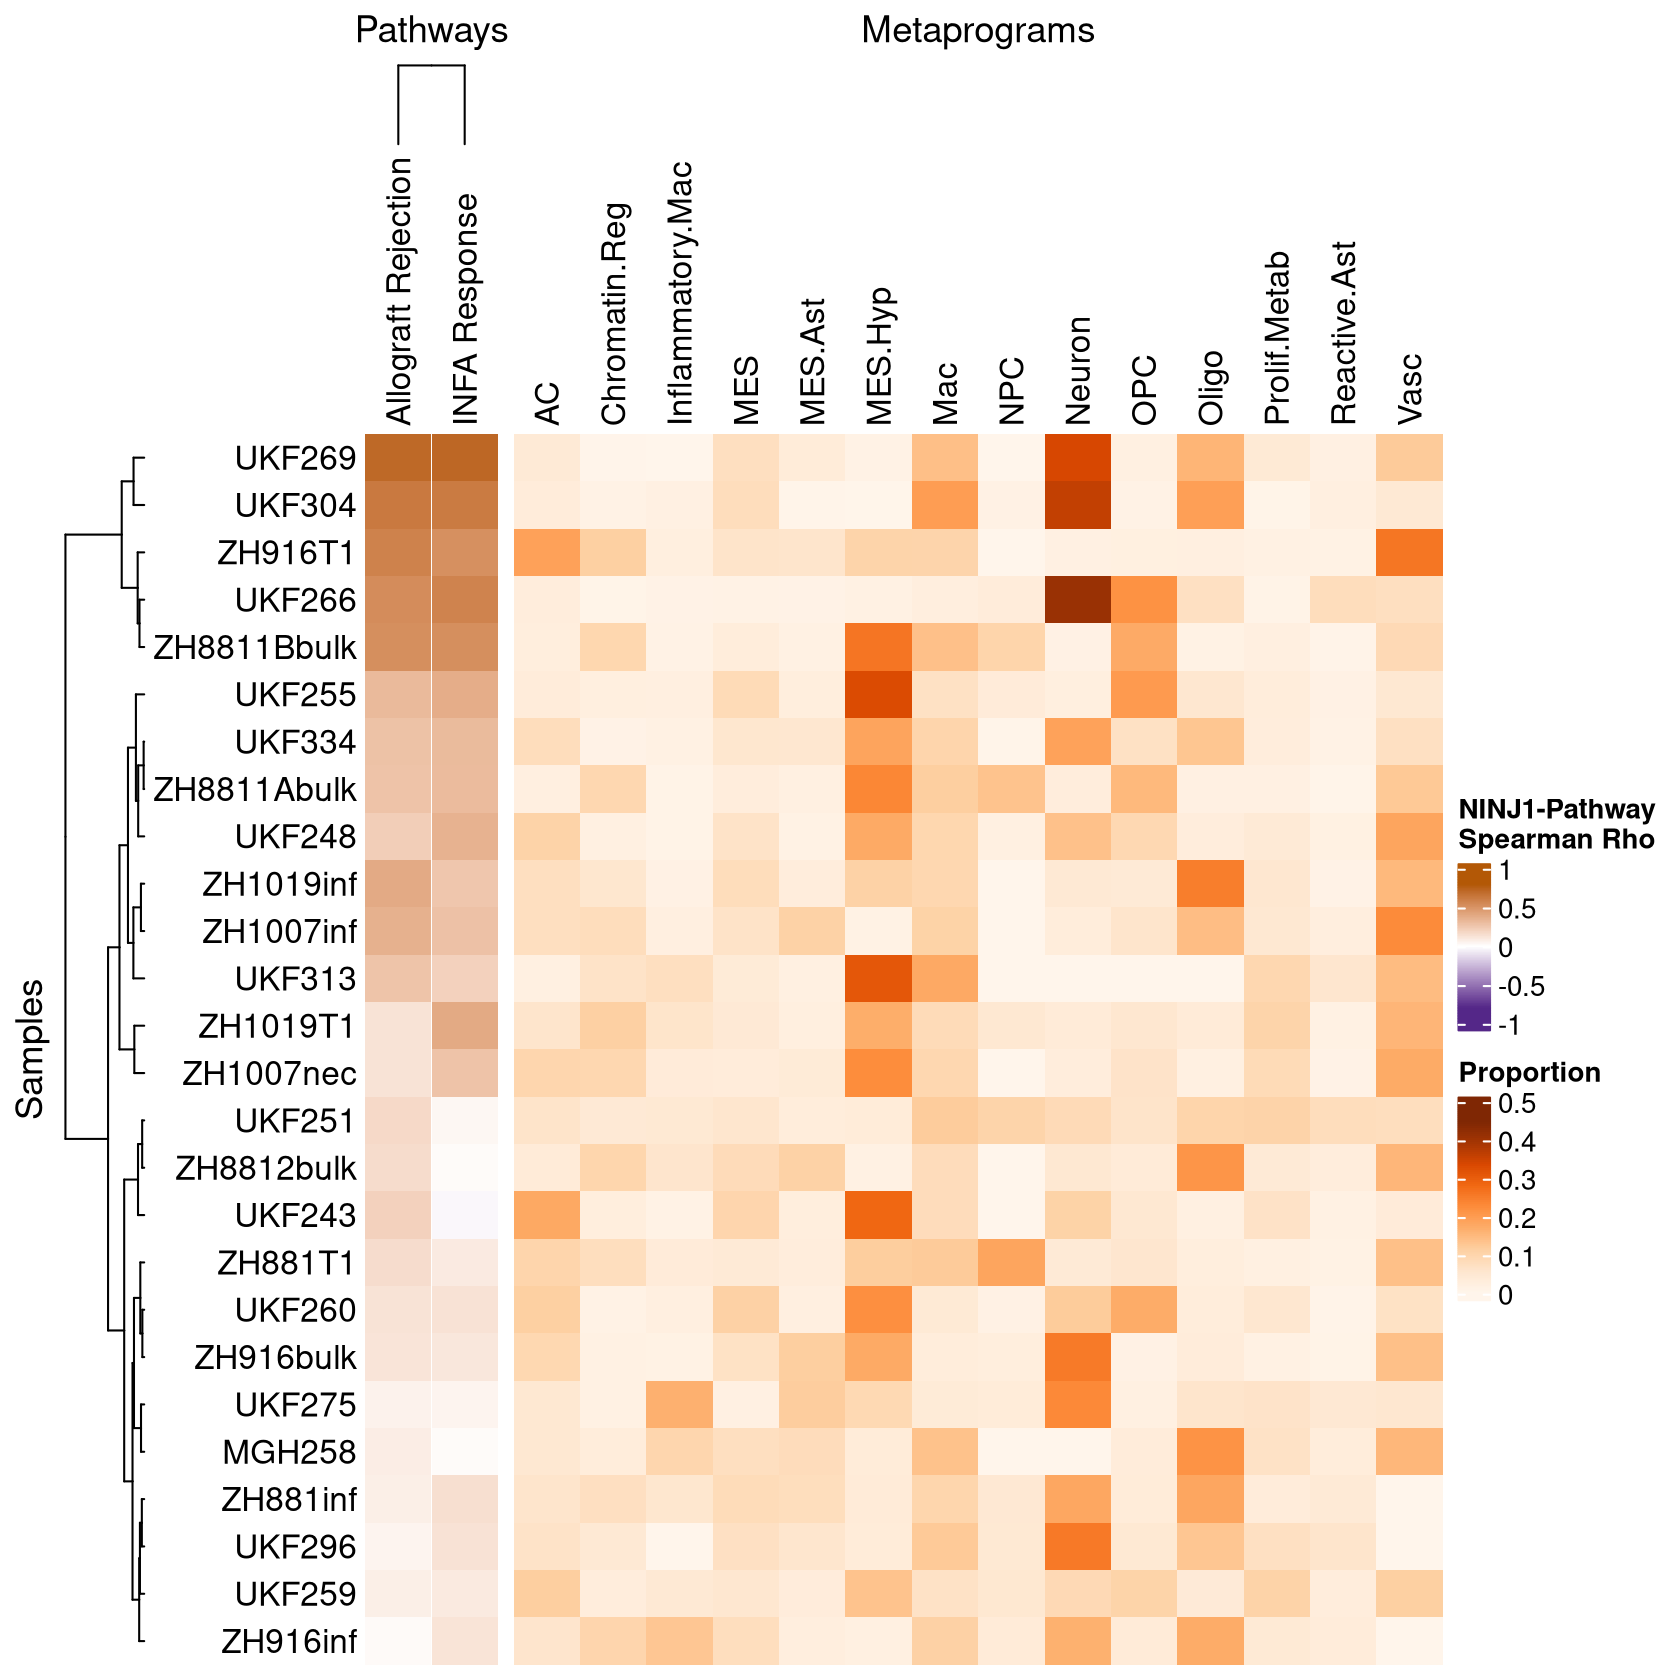 Pathways
Metaprograms
Allograft Rejection
INFA Response
AC
Chromatin.Reg
Inflammatory.Mac
MES
MES.Ast
MES.Hyp
Mac
NPC
Neuron
OPC
Oligo
Prolif.Metab
Reactive.Ast
Vasc
Samples
UKF269
UKF304
ZH916T1
UKF266
ZH8811Bbulk
UKF255
UKF334
ZH8811Abulk
UKF248
ZH1019inf
ZH1007inf
UKF313
ZH1019T1
ZH1007nec
UKF251
ZH8812bulk
UKF243
ZH881T1
UKF260
ZH916bulk
UKF275
MGH258
ZH881inf
UKF296
UKF259
ZH916inf
NINJ1-Pathway
Spearman Rho
1
0.5
0
-0.5
-1
Proportion
0.5
0.4
0.3
0.2
0.1
0